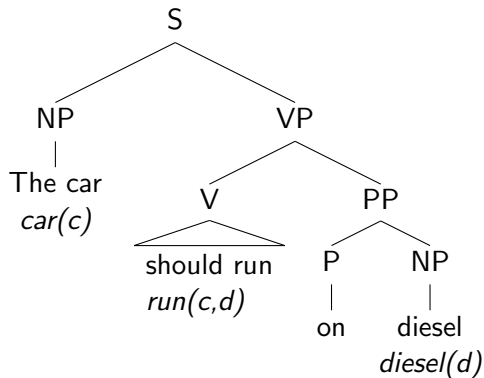 S
NP
VP
The car
car(c)
V
PP
should run
run(c,d)
P
NP
on
diesel
diesel(d)